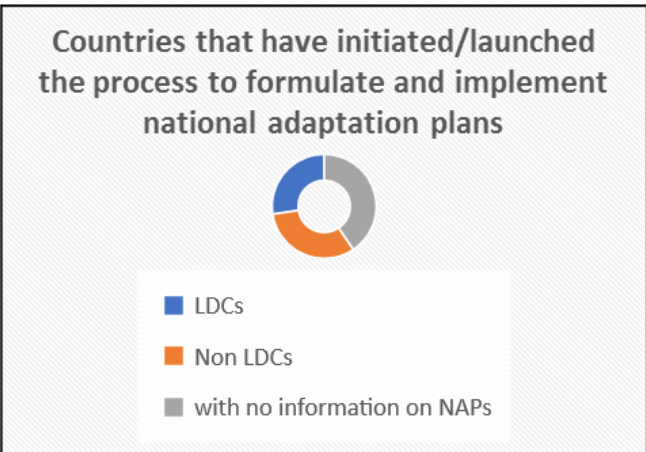 Countries that have initiated/launched
the process to formulate and implement
national adaptation plans
LDCs
Non LDCs
with no information on NAPs